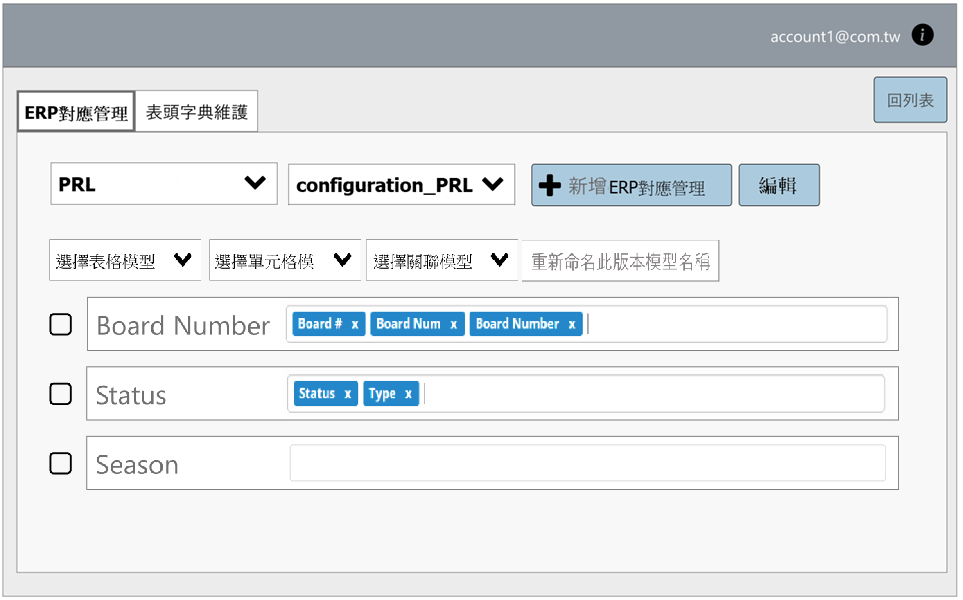 account1@com.tw i
回列表
ERP對應管理 表頭字典維護
PRL configuration_PRL 新增ERP對應管理 編輯
選擇表格模型 選擇單元格模 選擇關聯模型 重新命名此版本模型名稱
Board Number Board # x Board Num x Board Number x
Status Status x Type x
Season